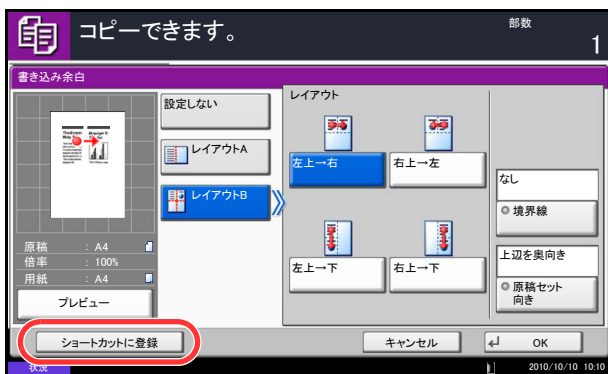 コピーできます。
部数
1
書き込み余白
設定しない
レイアウトA
レイアウトB
レイアウト
左上→右
右上→左
左上→下
右上→下
なし
境界線
上辺を奥向き
原稿セット
向き
原稿 : A4
倍率 : 100%
用紙 : A4
プレビュー
ショートカットに登録
キャンセル
OK
状況
2010/10/10 10:10